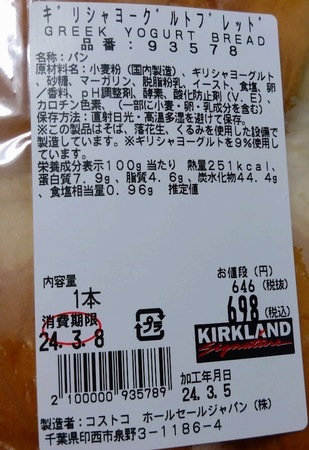 ギリシャヨーグルトブレッド
GREEK YOGURT BREAD
品番:93578
名称:パン
原材料名:小麦粉(国内製造)、ギリシャヨーグルト
、砂糖、マーガリン、脱脂粉乳、イースト、食塩、卵
/香料、pH調整剤、酵素、酸化防止剤(V.E)、
カロチン色素、(一部に小麦・卵・乳成分を含む)
保存方法:直射日光・高温多湿を避けて保存。
※この製品はそば、落花生、くるみを使用した設備で
製造しています。※ギリシャヨーグルトを9%使用し
ています。
栄養成分表示100g当たり 熱量251kcal、
蛋白質7.9g、脂質4.6g、炭水化物44.4
g、食塩相当量0.96g 推定値
内容量
1本
お値段(円)
646(税抜)
698(税込)
消費期限
24.3.8
プラ
KIRKLAND
Signature
加工年月日
24.3.5
2 100000 935789
製造者:コストコ ホールセールジャパン(株)
千葉県印西市泉野3-1186-4